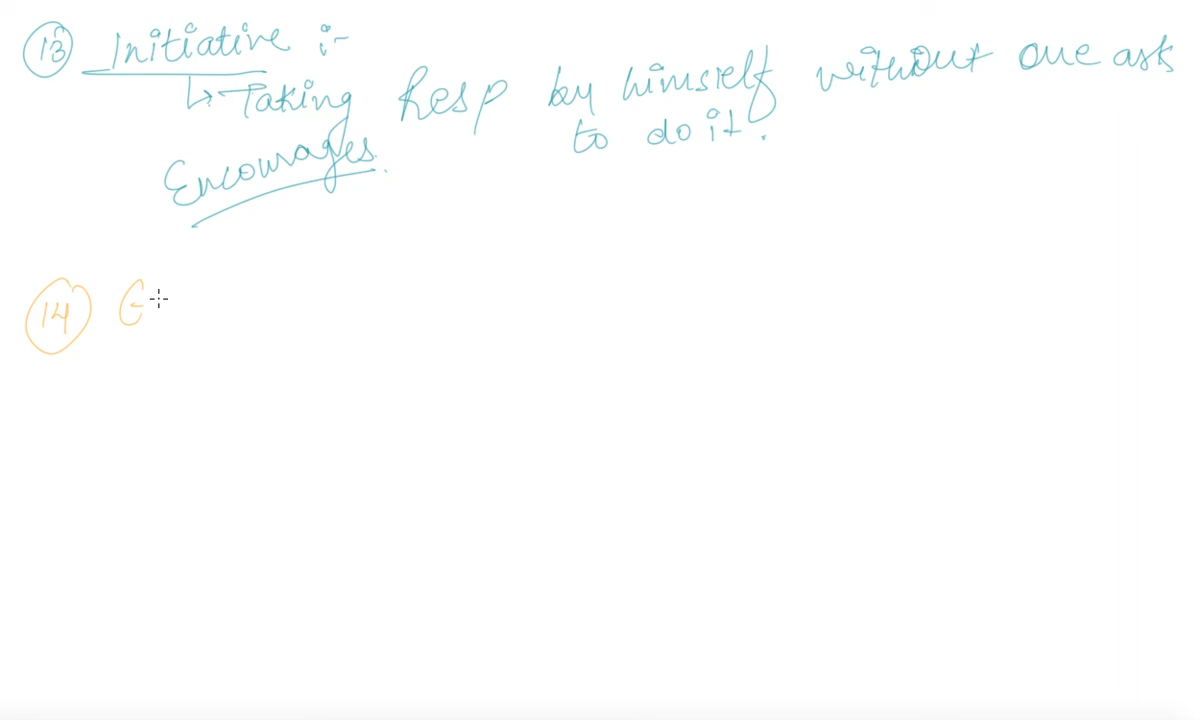 13 Initiative :-
↳ Taking Resp by himself without one ask
to do it.
Encourages.
14 E